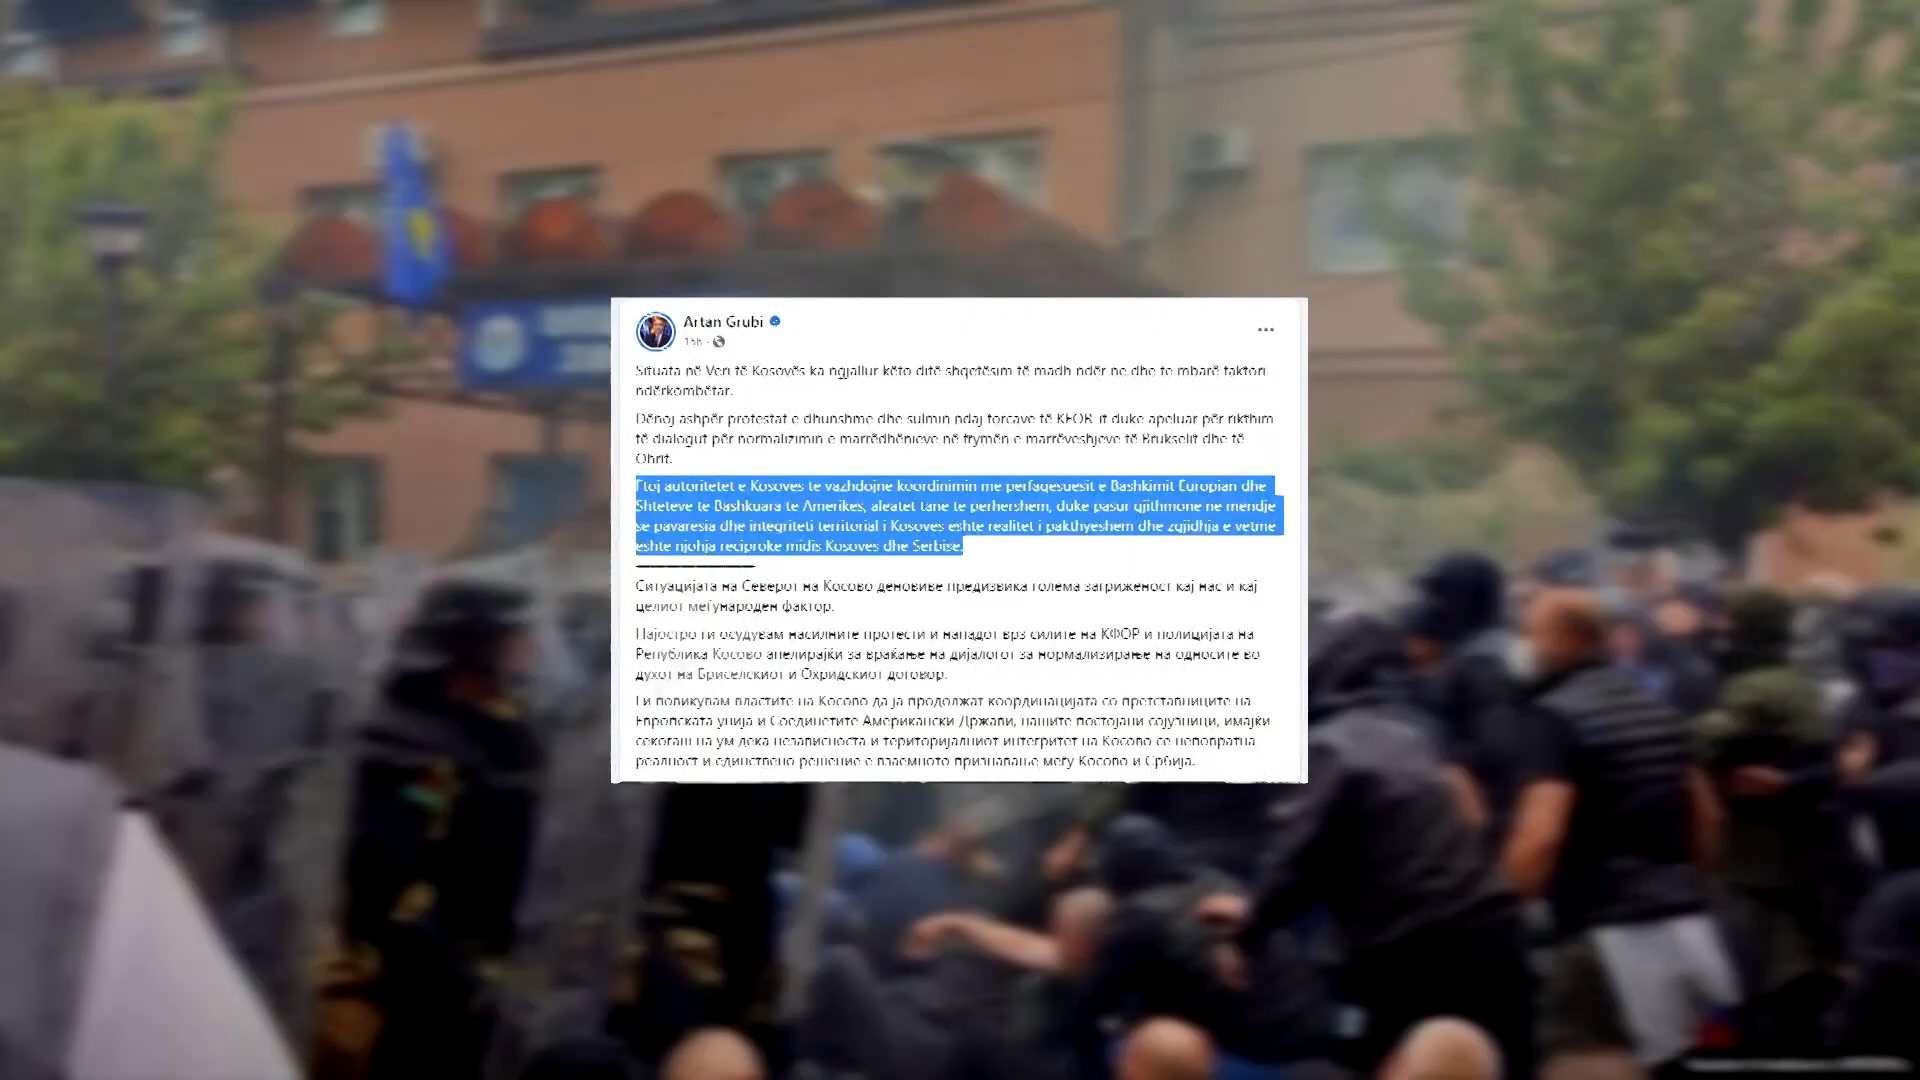 Artan Grubi
15h
Situata në Veri të Kosovës ka ngjallur këto ditë shqetësim të madh ndër ne dhe te mbarë faktori
ndërkombëtar.
Dënoj ashpër protestat e dhunshme dhe sulmin ndaj forcave të KFOR-it duke apeluar për rikthim
të dialogut për normalizimin e marrëdhënieve në frymën e marrëveshjeve të Brukselit dhe të
Ohrit.
Ftoj autoritetet e Kosoves te vazhdojne koordinimin me perfaqesuesit e Bashkimit Europian dhe
Shteteve te Bashkuara te Amerikes, aleatet tane te perhershem, duke pasur gjithmone ne mendje
se pavaresia dhe integriteti territorial i Kosoves eshte realitet i pakthyeshem dhe zgjidhja e vetme
eshte njohja reciproke midis Kosoves dhe Serbise.
Ситуацијата на Северот на Косово деновиве предизвика голема загриженост кај нас и кај
целиот меѓународен фактор.
Најостро ги осудувам насилните протести и нападот врз силите на КФОР и полицијата на
Република Косово апелирајќи за враќање на дијалогот за нормализирање на односите во
духот на Бриселскиот и Охридскиот договор.
Ги повикувам властите на Косово да ја продолжат координацијата со претставниците на
Европската унија и Соединетите Американски Држави, нашите постојани сојузници, имајќи
секогаш на ум дека независноста и територијалниот интегритет на Косово се неповратна
реалност и единствено решение е взаемното признавање меѓу Косово и Србија.